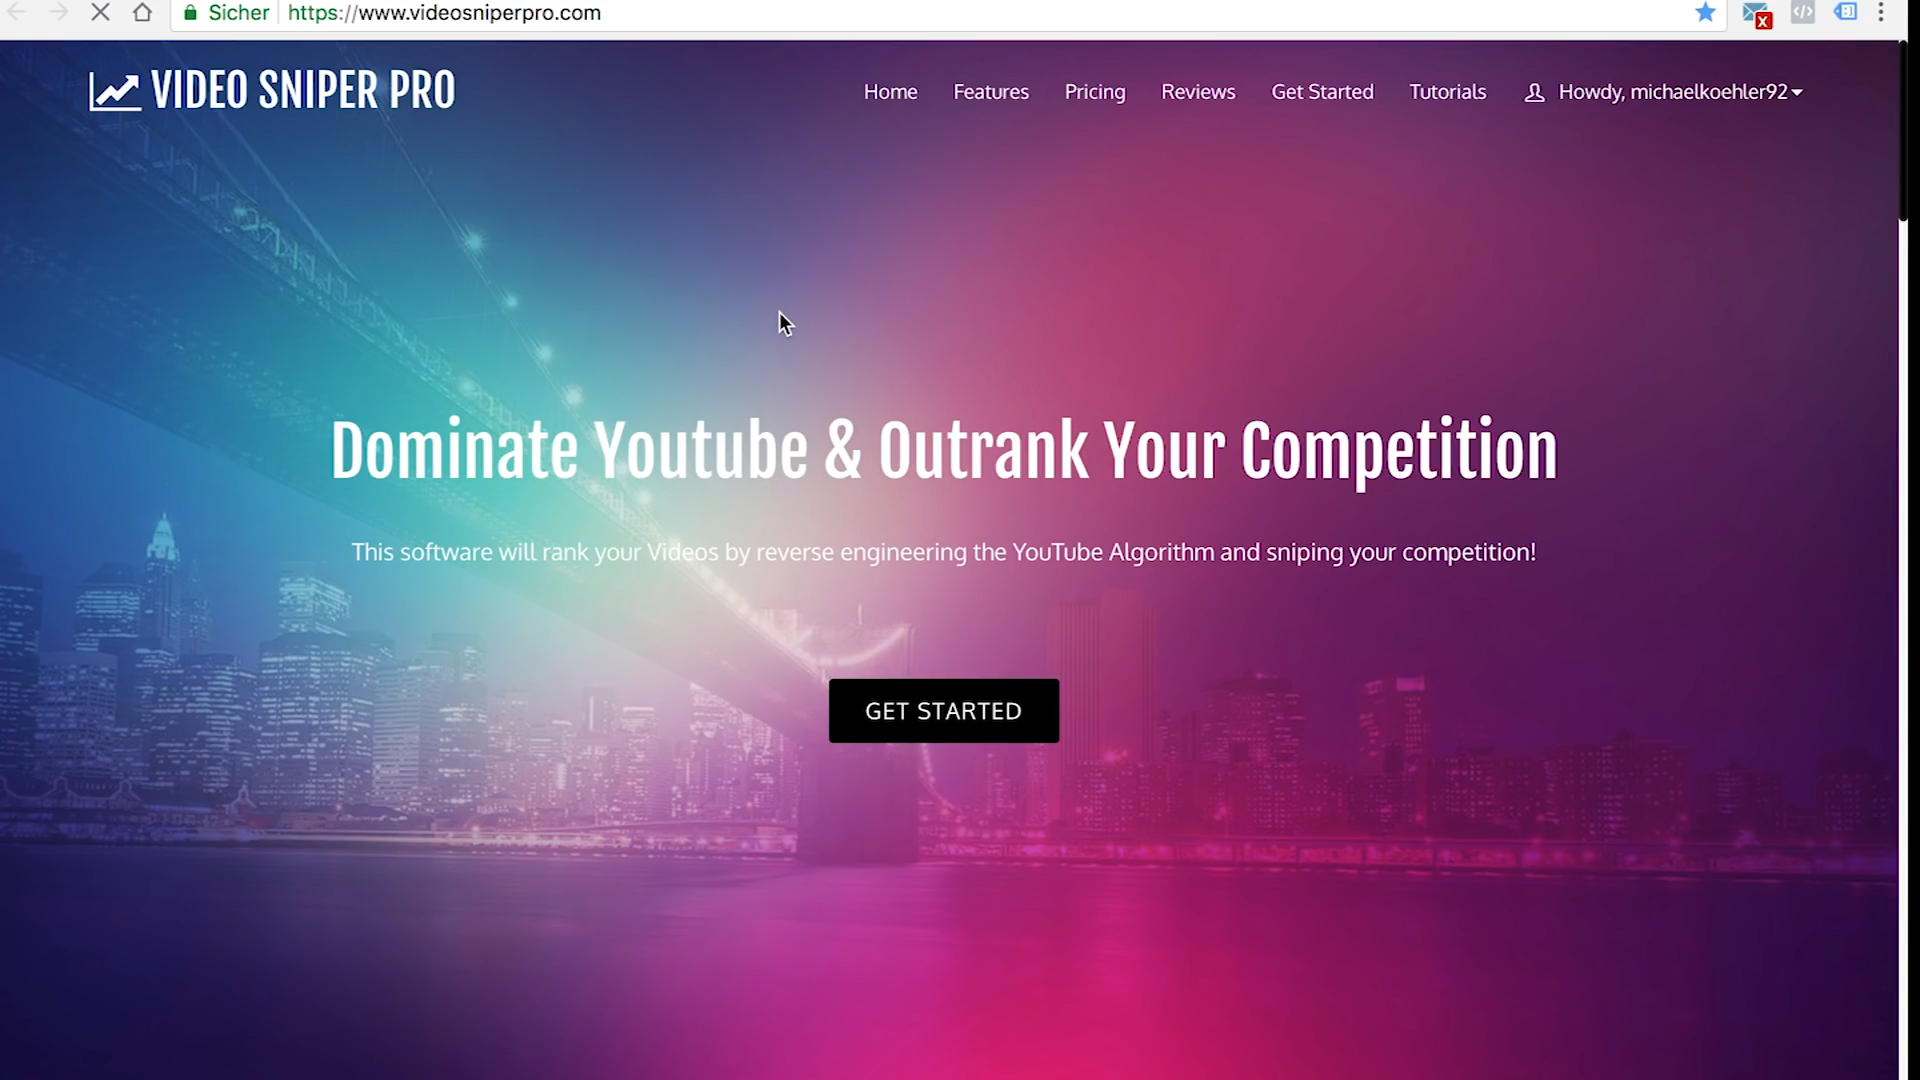 Sicher https://www.videosniperpro.com
VIDEO SNIPER PRO
Home Features Pricing Reviews Get Started Tutorials Howdy, michaelkoehler92
Dominate Youtube & Outrank Your Competition
This software will rank your Videos by reverse engineering the YouTube Algorithm and sniping your competition!
GET STARTED